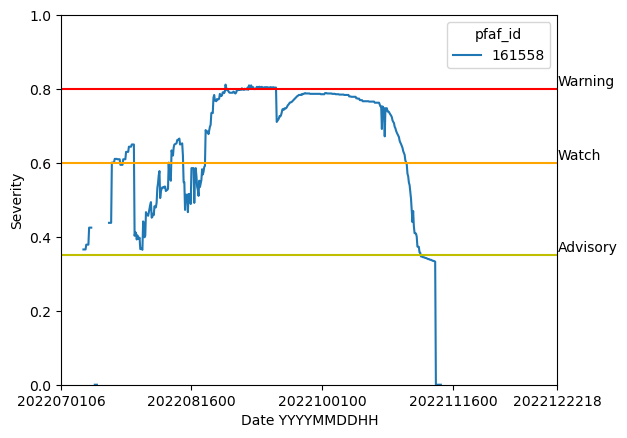 1.0
0.8
0.6
0.4
0.2
0.0
Severity
pfaf_id
161558
Warning
Watch
Advisory
2022070106
2022081600
2022100100
2022111600
2022122218
Date YYYYMMDDHH